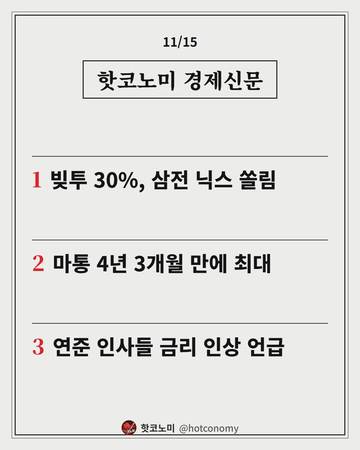 11/15
핫코노미 경제신문
1 빚투 30%, 삼전 닉스 쏠림
2 마통 4년 3개월 만에 최대
3 연준 인사들 금리 인상 언급
핫코노미 @hotconomy